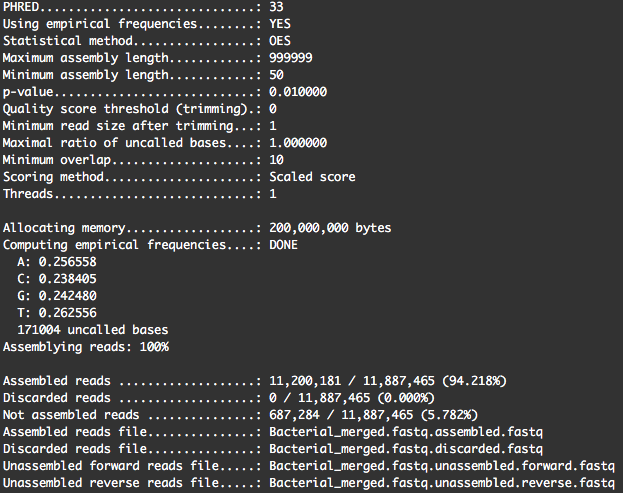 PHRED.............................: 33
Using empirical frequencies.......: YES
Statistical method................: OES
Maximum assembly length...........: 999999
Minimum assembly length...........: 50
p-value...........................: 0.010000
Quality score threshold (trimming).: 0
Minimum read size after trimming...: 1
Maximal ratio of uncalled bases....: 1.000000
Minimum overlap...................: 10
Scoring method....................: Scaled score
Threads...........................: 1

Allocating memory..................: 200,000,000 bytes
Computing empirical frequencies....: DONE
  A: 0.256558
  C: 0.238405
  G: 0.242480
  T: 0.262556
  171004 uncalled bases
Assembling reads: 100%

Assembled reads ...................: 11,200,181 / 11,887,465 (94.218%)
Discarded reads ...................: 0 / 11,887,465 (0.000%)
Not assembled reads ...............: 687,284 / 11,887,465 (5.782%)
Assembled reads file...............: Bacterial_merged.fastq.assembled.fastq
Discarded reads file...............: Bacterial_merged.fastq.discarded.fastq
Unassembled forward reads file.....: Bacterial_merged.fastq.unassembled.forward.fastq
Unassembled reverse reads file.....: Bacterial_merged.fastq.unassembled.reverse.fastq